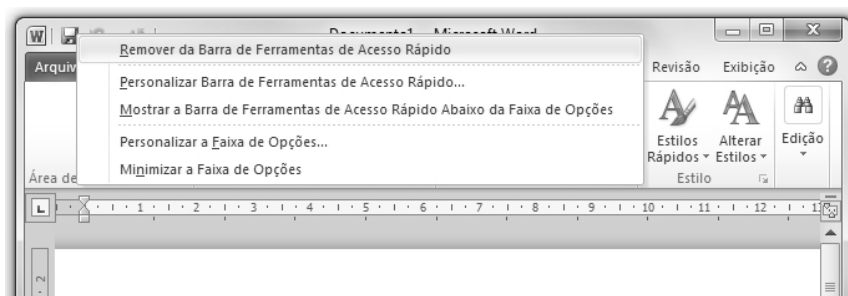 W
Documento1 - Microsoft Word
Remover da Barra de Ferramentas de Acesso Rápido
Personalizar Barra de Ferramentas de Acesso Rápido...
Mostrar a Barra de Ferramentas de Acesso Rápido Abaixo da Faixa de Opções
Personalizar a Faixa de Opções...
Minimizar a Faixa de Opções
Arquiv
Revisão Exibição
Estilos Rápidos
Alterar Estilos
Edição
Área de
Estilo
L
1 2 3 4 5 6 7 8 9 10 11 12
2